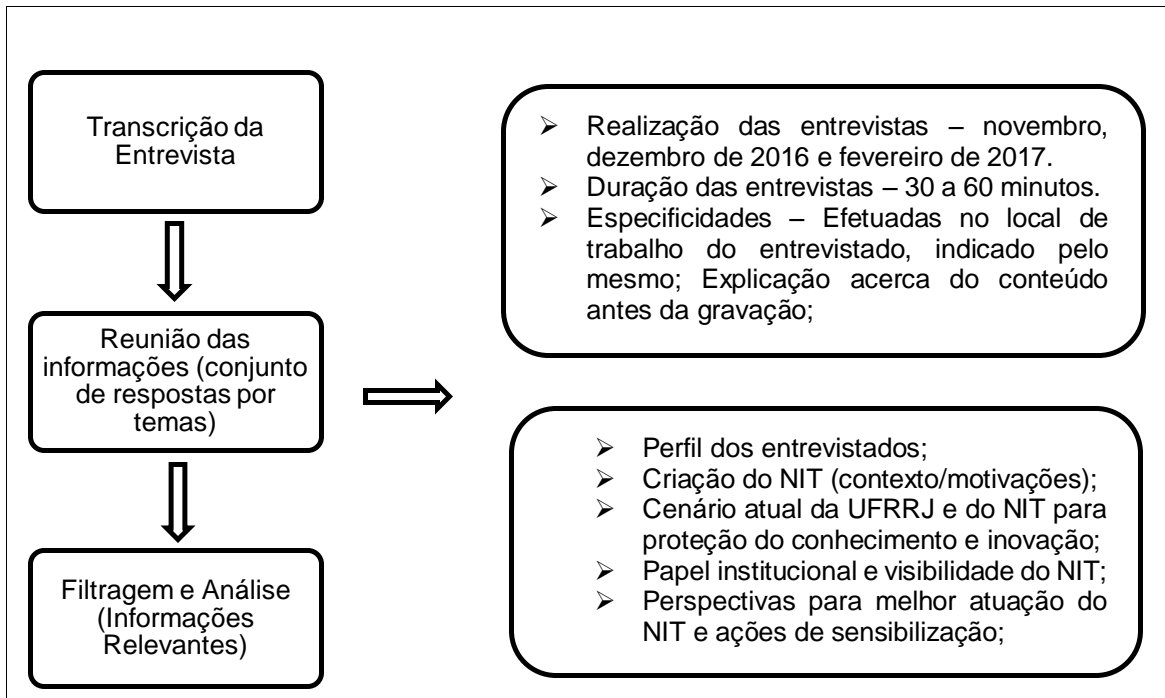 Transcrição da
Entrevista
Reunião das
informações (conjunto
de respostas por
temas)
Filtragem e Análise
(Informações
Relevantes)
➢ Realização das entrevistas – novembro,
dezembro de 2016 e fevereiro de 2017.
➢ Duração das entrevistas – 30 a 60 minutos.
➢ Especificidades – Efetuadas no local de
trabalho do entrevistado, indicado pelo
mesmo; Explicação acerca do conteúdo
antes da gravação;
➢ Perfil dos entrevistados;
➢ Criação do NIT (contexto/motivações);
➢ Cenário atual da UFRRJ e do NIT para
proteção do conhecimento e inovação;
➢ Papel institucional e visibilidade do NIT;
➢ Perspectivas para melhor atuação do
NIT e ações de sensibilização;